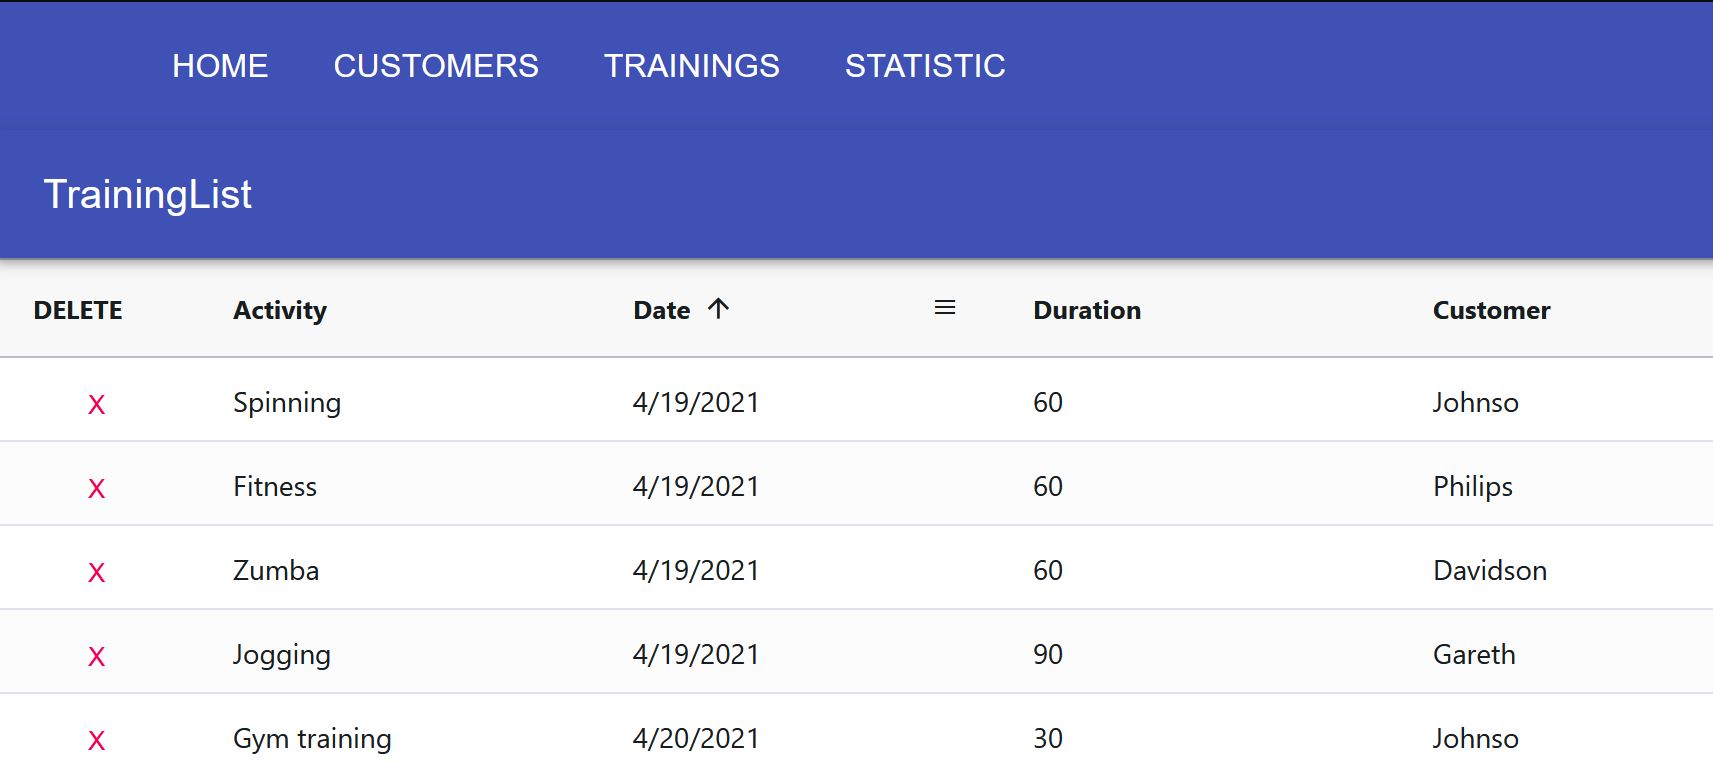 HOME CUSTOMERS TRAININGS STATISTIC
TrainingList
DELETE Activity Date Duration Customer
X Spinning 4/19/2021 60 Johnso
X Fitness 4/19/2021 60 Philips
X Zumba 4/19/2021 60 Davidson
X Jogging 4/19/2021 90 Gareth
X Gym training 4/20/2021 30 Johnso